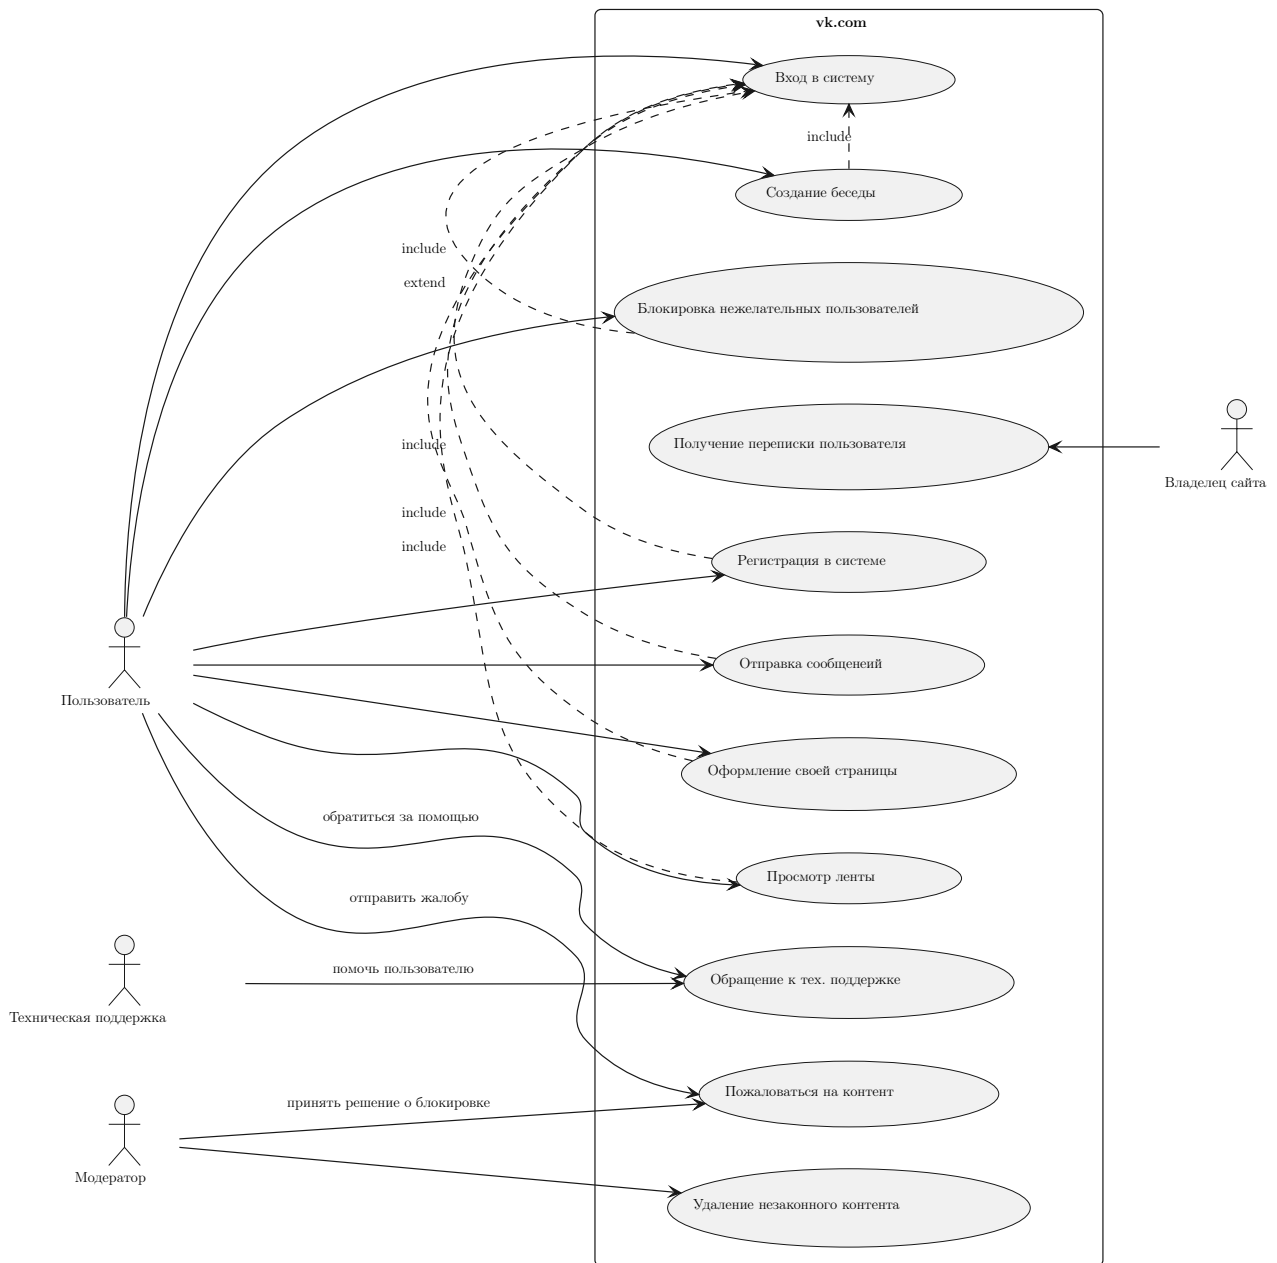 vk.com
Вход в систему
include
Создание беседы
include
extend
Блокировка нежелательных пользователей
include
Получение переписки пользователя
Владелец сайта
include
include
Регистрация в системе
Отправка сообщенеий
Пользователь
Оформление своей страницы
обратиться за помощью
Просмотр ленты
отправить жалобу
помочь пользователю
Обращение к тех. поддержке
Техническая поддержка
Пожаловаться на контент
принять решение о блокировке
Модератор
Удаление незаконного контента